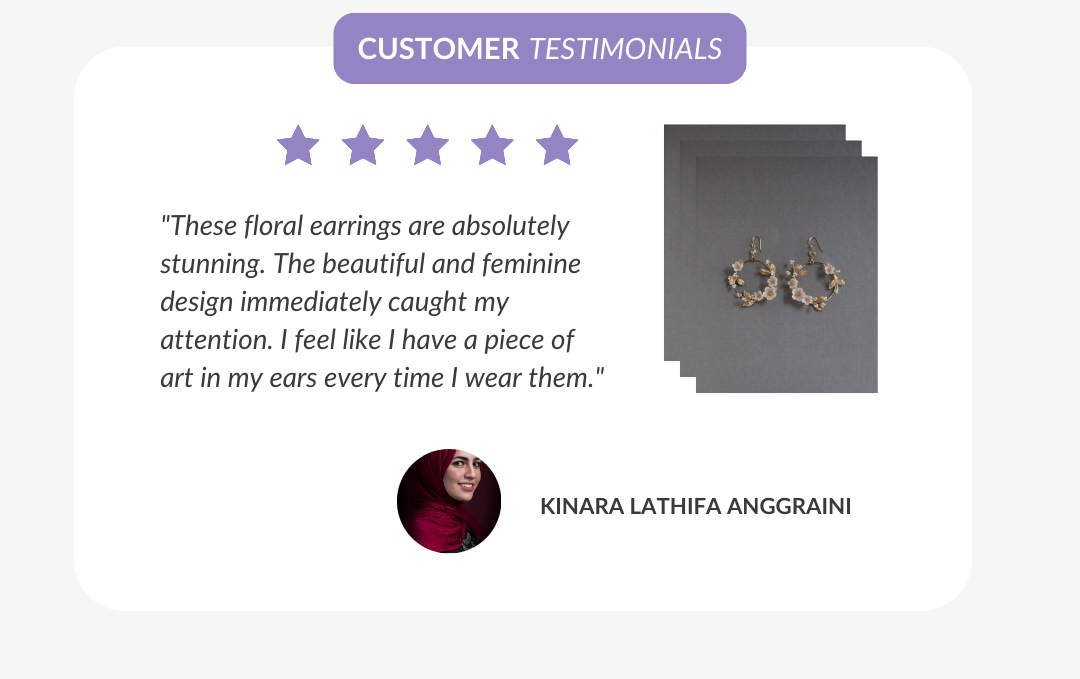 CUSTOMER TESTIMONIALS
"These floral earrings are absolutely
stunning. The beautiful and feminine
design immediately caught my
attention. I feel like I have a piece of
art in my ears every time I wear them."
KINARA LATHIFA ANGGRAINI